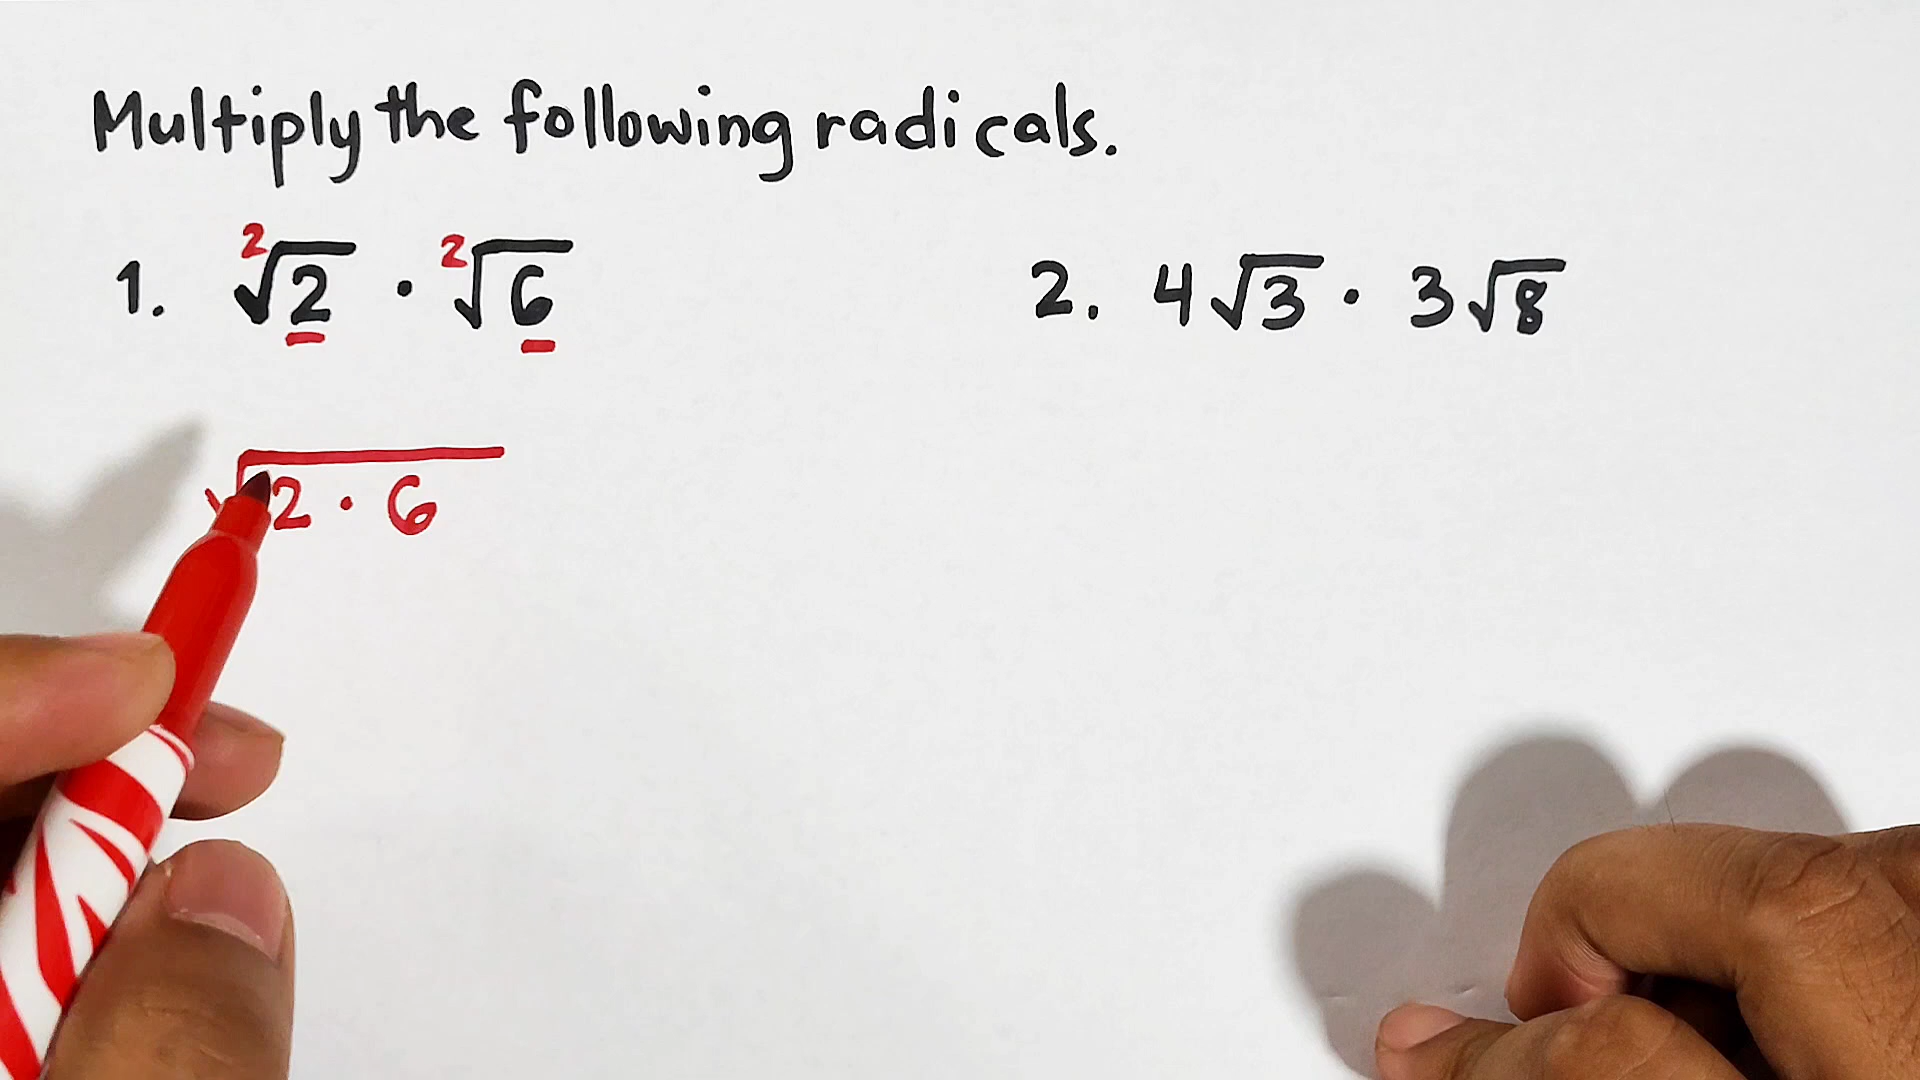 Multiply the following radicals.
1. ²√2 · ²√6
2. 4√3 · 3√8
√2 · 6